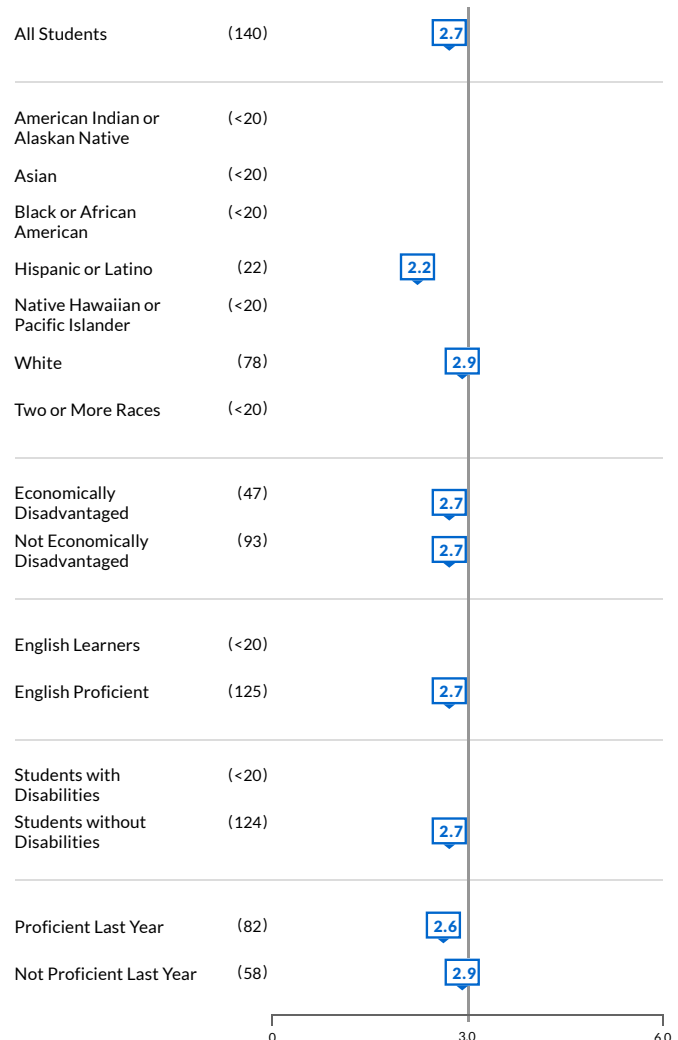 All Students (140) 2.7
American Indian or (<20)
Alaskan Native
Asian (<20)
Black or African (<20)
American
Hispanic or Latino (22) 2.2
Native Hawaiian or (<20)
Pacific Islander
White (78) 2.9
Two or More Races (<20)
Economically (47) 2.7
Disadvantaged
Not Economically (93) 2.7
Disadvantaged
English Learners (<20)
English Proficient (125) 2.7
Students with (<20)
Disabilities
Students without (124) 2.7
Disabilities
Proficient Last Year (82) 2.6
Not Proficient Last Year (58) 2.9
0 3.0 6.0